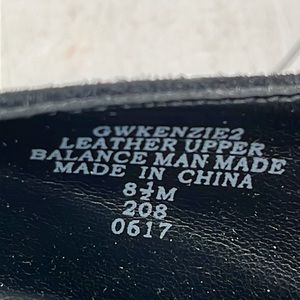 GWKENZIE2
LEATHER UPPER
BALANCE MAN MADE
MADE IN CHINA
8½M
208
0617